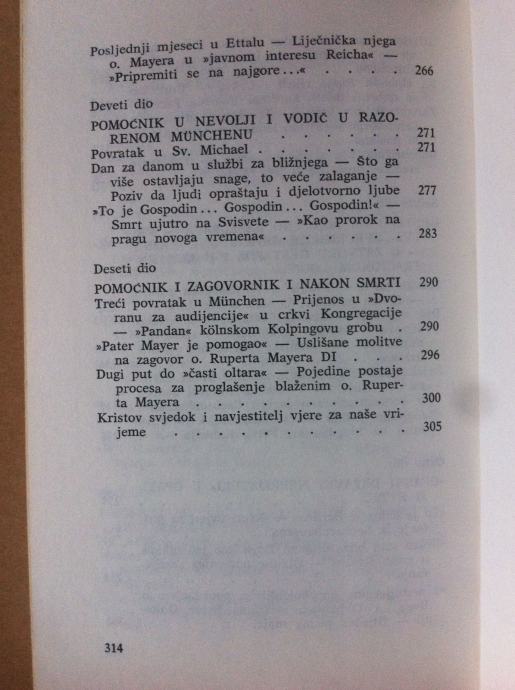 Posljednji mjeseci u Ettalu — Liječnička njega
o. Mayera u »javnom interesu Reicha« —
»Pripremiti se na najgore...« . . . . 266
Deveti dio
POMOĆNIK U NEVOLJI I VODIČ U RAZO-
RENOM MÜNCHENU . . . . . . 271
Povratak u Sv. Michael . . . . . . . 271
Dan za danom u službi za bližnjega — Što ga
više ostavljaju snage, to veće zalaganje —
Poziv da ljudi opraštaju i djelotvorno ljube 277
»To je Gospodin... Gospodin... Gospodin!« —
Smrt ujutro na Svisvete — »Kao prorok na
pragu novoga vremena« . . . . . . 283
Deseti dio
POMOĆNIK I ZAGOVORNIK I NAKON SMRTI 290
Treći povratak u München — Prijenos u »Dvo-
ranu za audijencije« u crkvi Kongregacije
— »Pandan« kölnskom Kolpingovu grobu . 290
»Pater Mayer je pomogao« — Uslišane molitve
na zagovor o. Ruperta Mayera DI . . . 296
Dugi put do »časti oltara« — Pojedine postaje
procesa za proglašenje blaženim o. Ruper-
ta Mayera . . . . . . . . . . 300
Kristov svjedok i navjestitelj vjere za naše vri-
jeme . . . . . . . . . . . 305
314